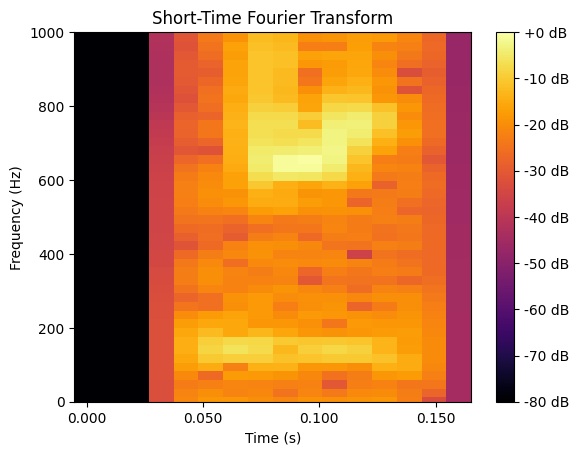 Short-Time Fourier Transform
1000
800
600
400
200
0
Frequency (Hz)
0.000
0.050
0.100
0.150
Time (s)
+0 dB
-10 dB
-20 dB
-30 dB
-40 dB
-50 dB
-60 dB
-70 dB
-80 dB